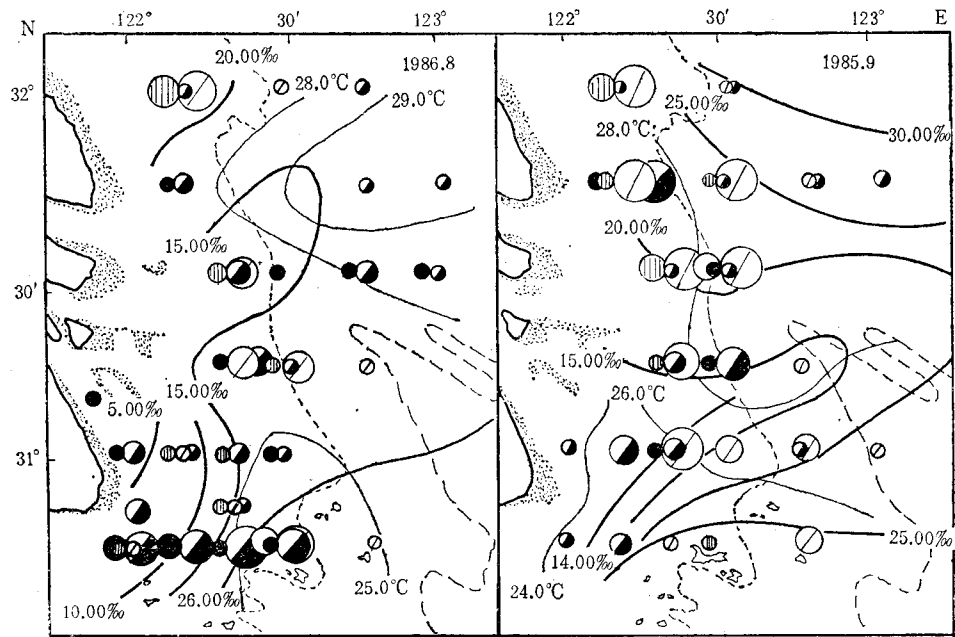 N 122° 30′ 123° 122° 30′ 123° E
20.00‰
1986.8
1985.9
28.0°C
29.0°C
32°
25.00‰
28.0°C
30.00‰
15.00‰
20.00‰
30′
15.00‰
15.00‰
26.0°C
5.00‰
31°
10.00‰
26.00‰
25.0°C
14.00‰
24.0°C
25.00‰